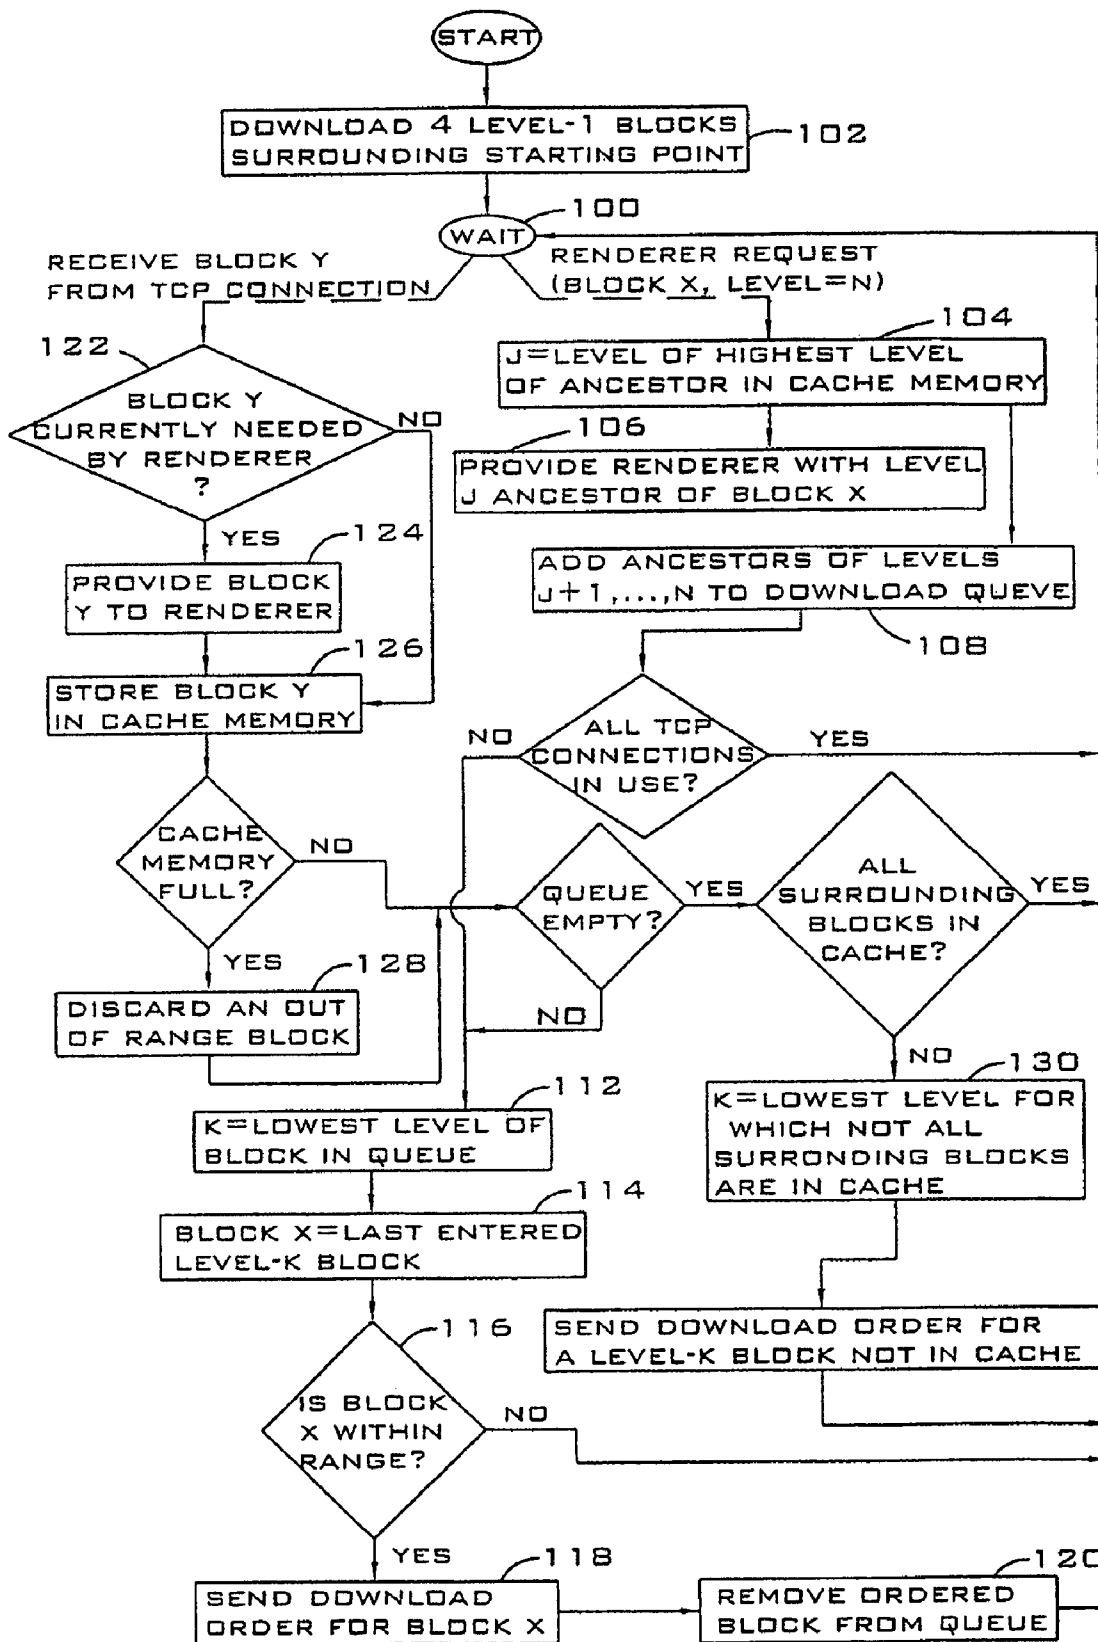 START
DOWNLOAD 4 LEVEL-1 BLOCKS
SURROUNDING STARTING POINT
102
100
WAIT
RECEIVE BLOCK Y
FROM TCP CONNECTION
RENDERER REQUEST
(BLOCK X, LEVEL=N)
104
J=LEVEL OF HIGHEST LEVEL
OF ANCESTOR IN CACHE MEMORY
122
BLOCK Y
CURRENTLY NEEDED
BY RENDERER
?
NO
106
PROVIDE RENDERER WITH LEVEL
J ANCESTOR OF BLOCK X
YES
124
PROVIDE BLOCK
Y TO RENDERER
ADD ANCESTORS OF LEVELS
J+1,...,N TO DOWNLOAD QUEVE
108
126
STORE BLOCK Y
IN CACHE MEMORY
NO
ALL TCP
CONNECTIONS
IN USE?
YES
CACHE
MEMORY
FULL?
NO
QUEUE
EMPTY?
YES
ALL
SURROUNDING
BLOCKS IN
CACHE?
YES
YES
128
DISCARD AN OUT
OF RANGE BLOCK
NO
NO
130
K=LOWEST LEVEL FOR
WHICH NOT ALL
SURRONDING BLOCKS
ARE IN CACHE
112
K=LOWEST LEVEL OF
BLOCK IN QUEUE
114
BLOCK X=LAST ENTERED
LEVEL-K BLOCK
SEND DOWNLOAD ORDER FOR
A LEVEL-K BLOCK NOT IN CACHE
116
IS BLOCK
X WITHIN
RANGE?
NO
YES
118
SEND DOWNLOAD
ORDER FOR BLOCK X
120
REMOVE ORDERED
BLOCK FROM QUEUE